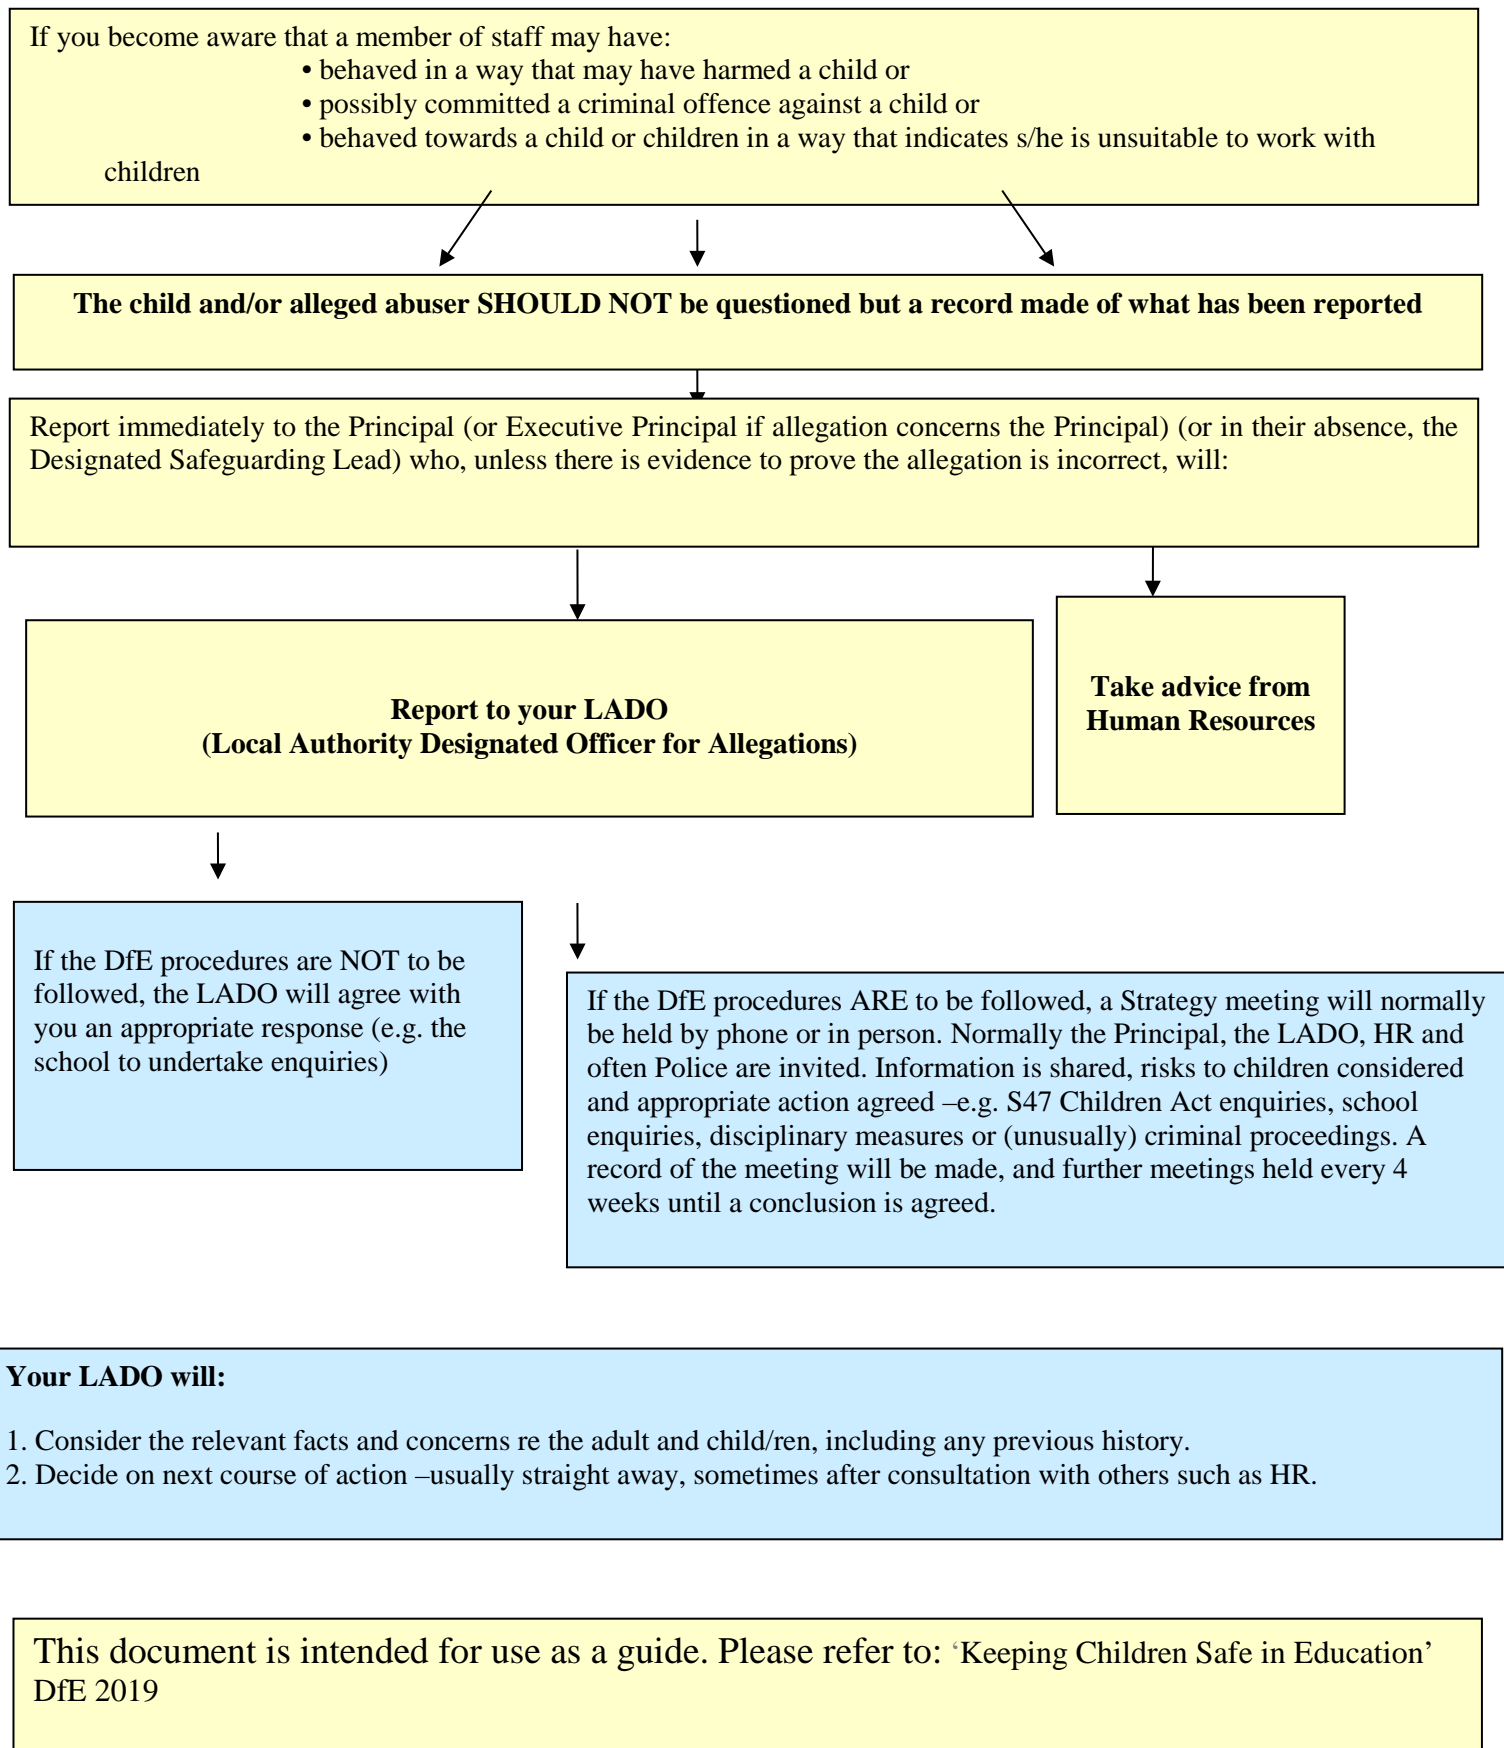 If you become aware that a member of staff may have:
• behaved in a way that may have harmed a child or
• possibly committed a criminal offence against a child or
• behaved towards a child or children in a way that indicates s/he is unsuitable to work with
children
The child and/or alleged abuser SHOULD NOT be questioned but a record made of what has been reported
Report immediately to the Principal (or Executive Principal if allegation concerns the Principal) (or in their absence, the
Designated Safeguarding Lead) who, unless there is evidence to prove the allegation is incorrect, will:
Report to your LADO
(Local Authority Designated Officer for Allegations)
Take advice from
Human Resources
If the DfE procedures are NOT to be
followed, the LADO will agree with
you an appropriate response (e.g. the
school to undertake enquiries)
If the DfE procedures ARE to be followed, a Strategy meeting will normally
be held by phone or in person. Normally the Principal, the LADO, HR and
often Police are invited. Information is shared, risks to children considered
and appropriate action agreed –e.g. S47 Children Act enquiries, school
enquiries, disciplinary measures or (unusually) criminal proceedings. A
record of the meeting will be made, and further meetings held every 4
weeks until a conclusion is agreed.
Your LADO will:
1. Consider the relevant facts and concerns re the adult and child/ren, including any previous history.
2. Decide on next course of action –usually straight away, sometimes after consultation with others such as HR.
This document is intended for use as a guide. Please refer to: ‘Keeping Children Safe in Education’
DfE 2019